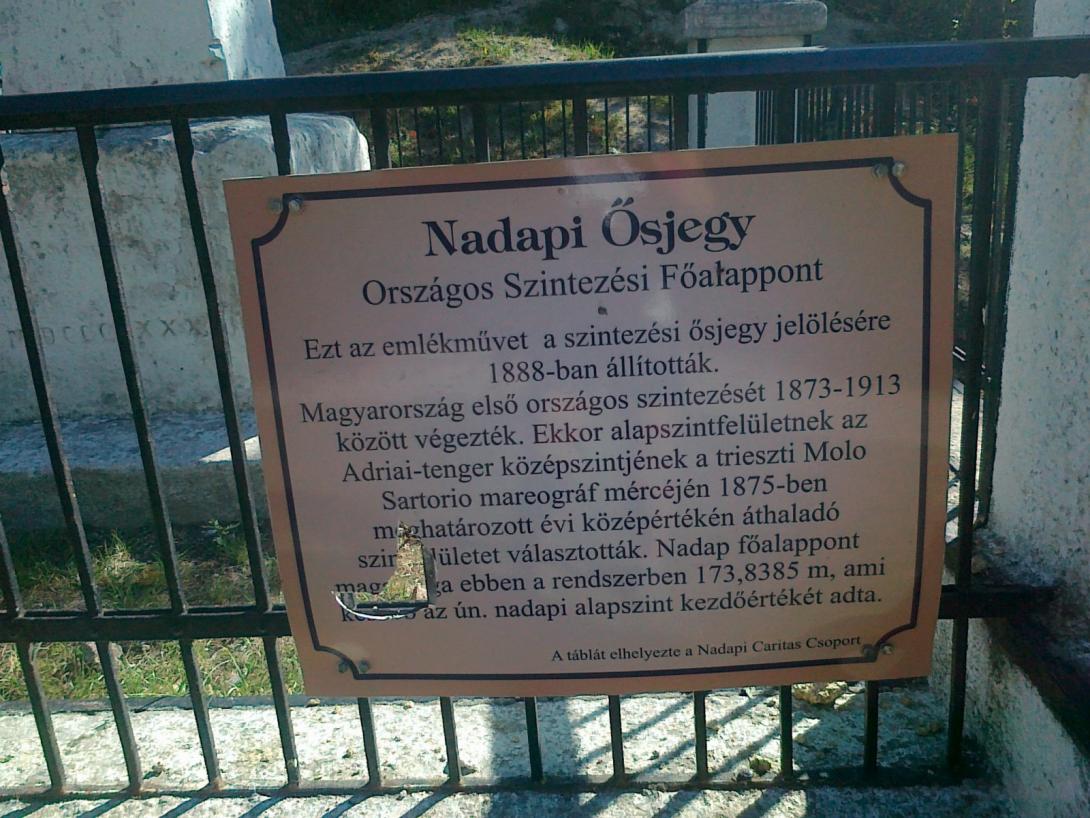 Nadapi Ősjegy
Országos Szintezési Főalappont
Ezt az emlékművet a szintezési ősjegy jelölésére
1888-ban állították.
Magyarország első országos szintezését 1873-1913
között végezték. Ekkor alapszintfelületnek az
Adriai-tenger középszintjének a trieszti Molo
Sartorio mareográf mércéjén 1875-ben
meghatározott évi középértékén áthaladó
választották. Nadap főalappont
ebben a rendszerben 173,8385 m, ami
az ún. nadapi alapszint kezdőértékét adta.
A táblát elhelyezte a Nadapi Caritas Csoport